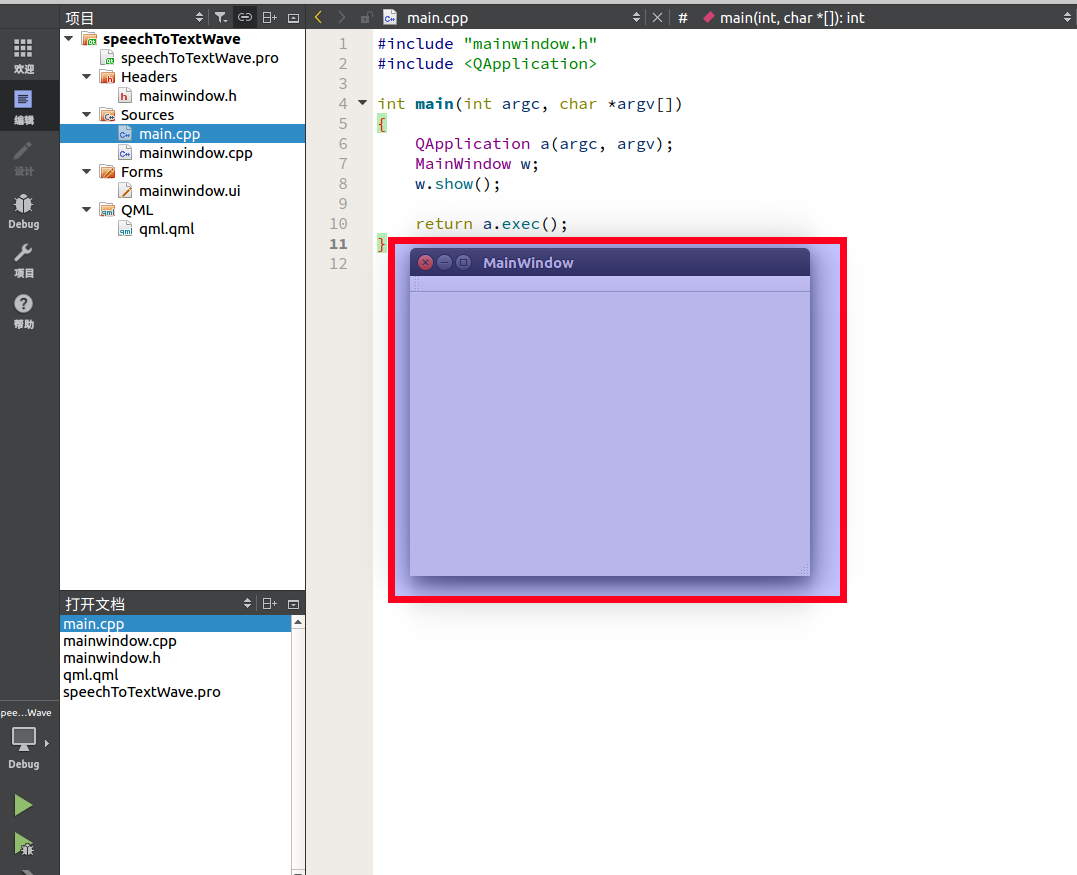 项目
main.cpp
#
main(int, char *[]): int
欢迎
编辑
设计
Debug
项目
帮助
speechToTextWave
speechToTextWave.pro
Headers
mainwindow.h
Sources
main.cpp
mainwindow.cpp
Forms
mainwindow.ui
QML
qml.qml
1 #include "mainwindow.h"
2 #include <QApplication>
3
4 int main(int argc, char *argv[])
5 {
6 QApplication a(argc, argv);
7 MainWindow w;
8 w.show();
9
10 return a.exec();
11 }
12
MainWindow
打开文档
main.cpp
mainwindow.cpp
mainwindow.h
qml.qml
speechToTextWave.pro
pee...Wave
Debug